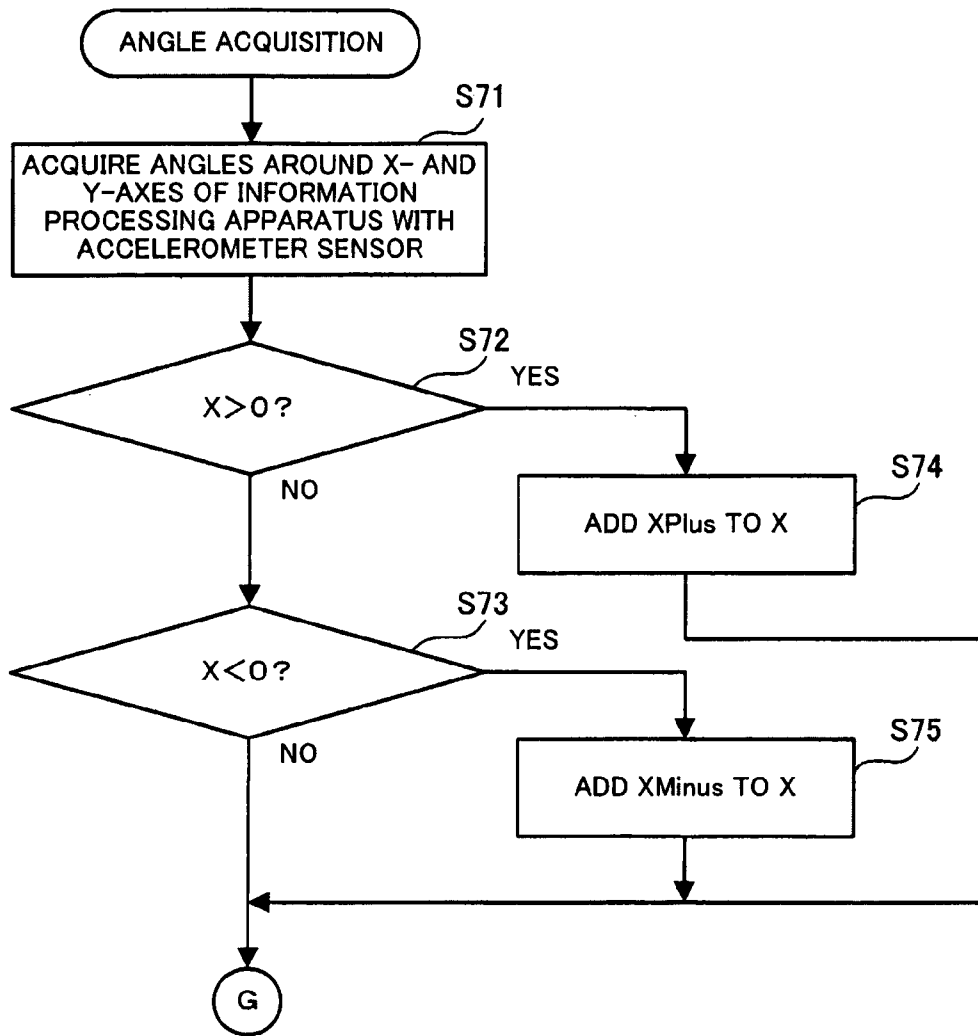 ANGLE ACQUISITION
S71
ACQUIRE ANGLES AROUND X- AND
Y-AXES OF INFORMATION
PROCESSING APPARATUS WITH
ACCELEROMETER SENSOR
S72
X>0?
YES
NO
S74
ADD XPlus TO X
S73
X<0?
YES
NO
S75
ADD XMinus TO X
G